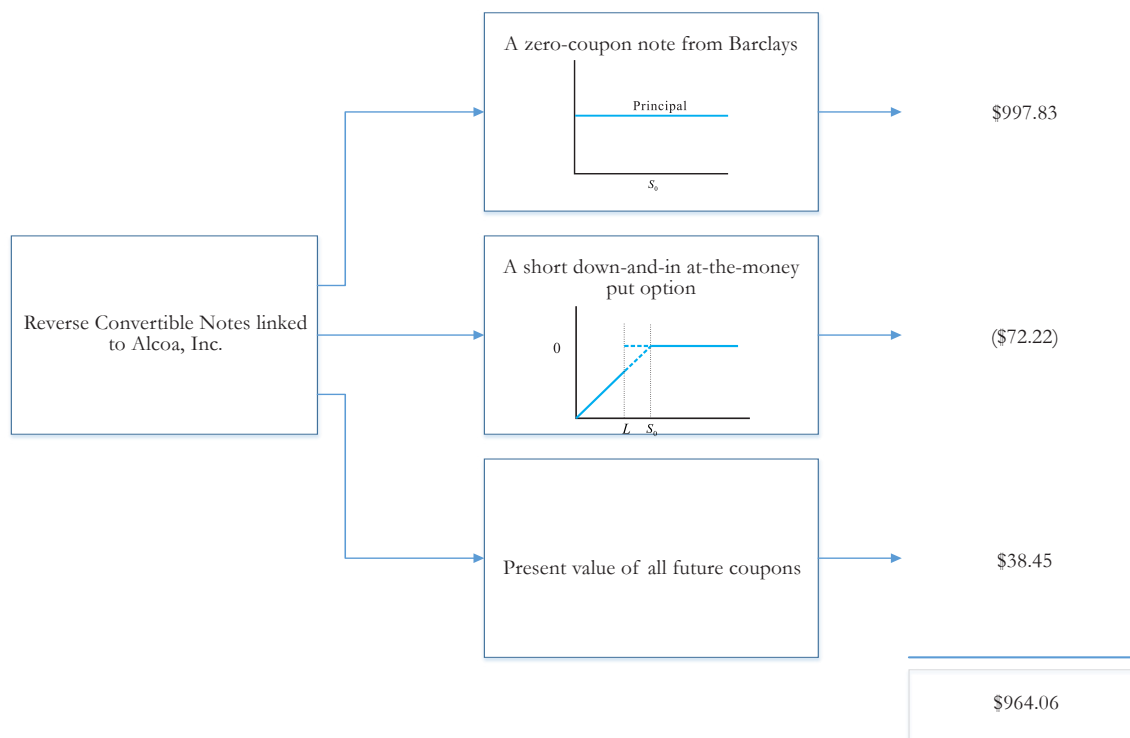 A zero-coupon note from Barclays
Principal
S₀
$997.83
Reverse Convertible Notes linked
to Alcoa, Inc.
A short down-and-in at-the-money
put option
0
L S₀
($72.22)
Present value of all future coupons
$38.45
$964.06